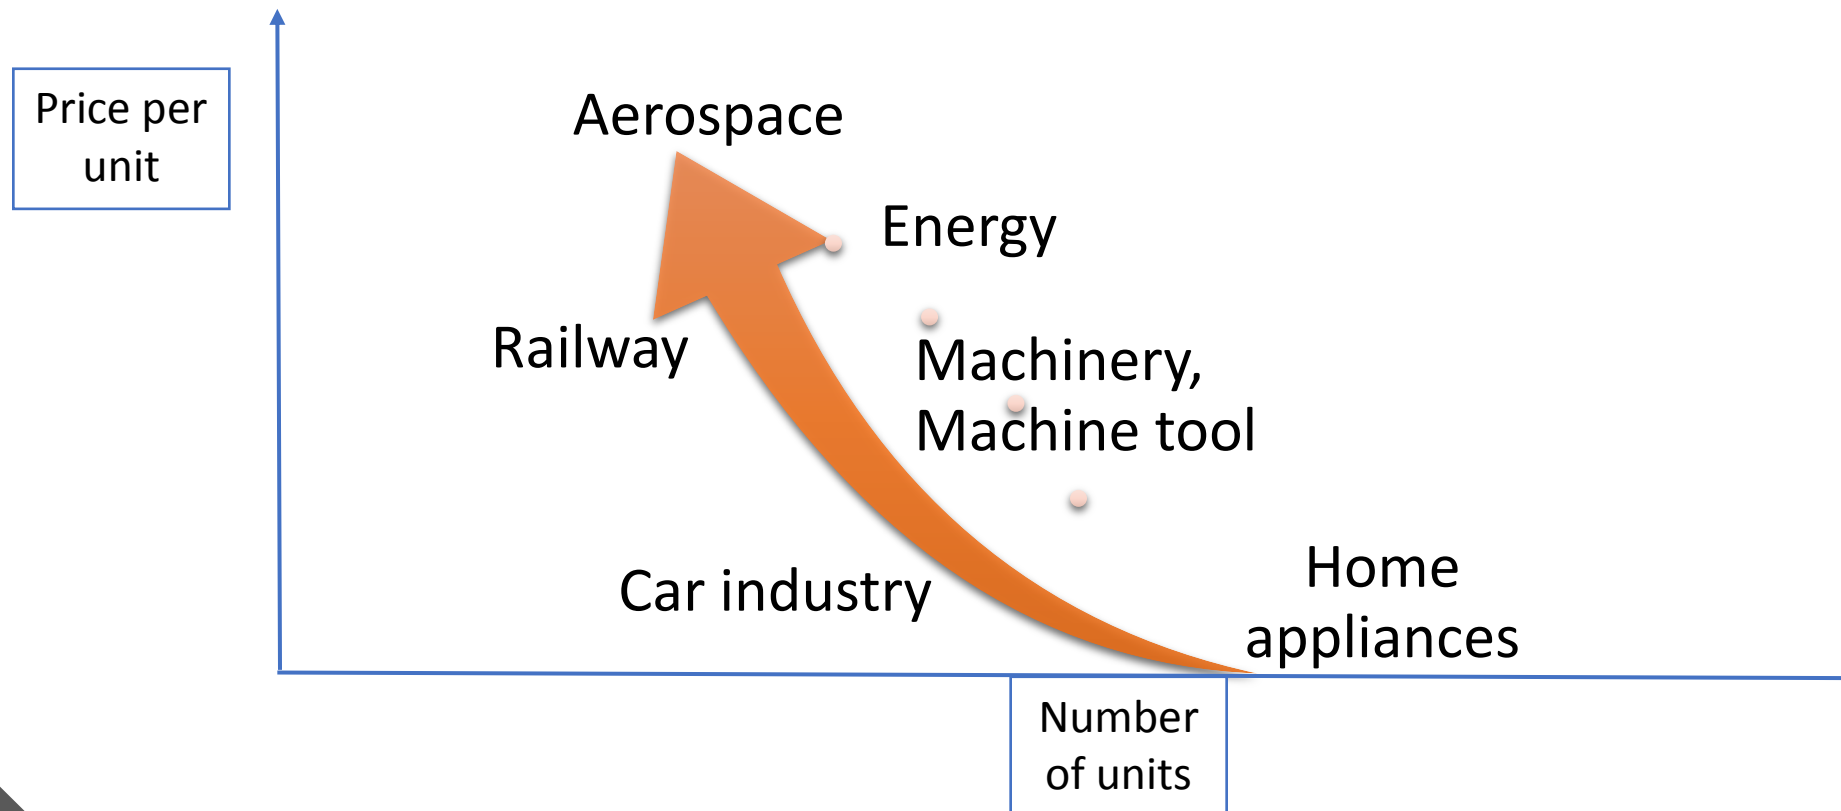 Price per
unit
Aerospace
Energy
Railway
Machinery,
Machine tool
Car industry
Home
appliances
Number
of units